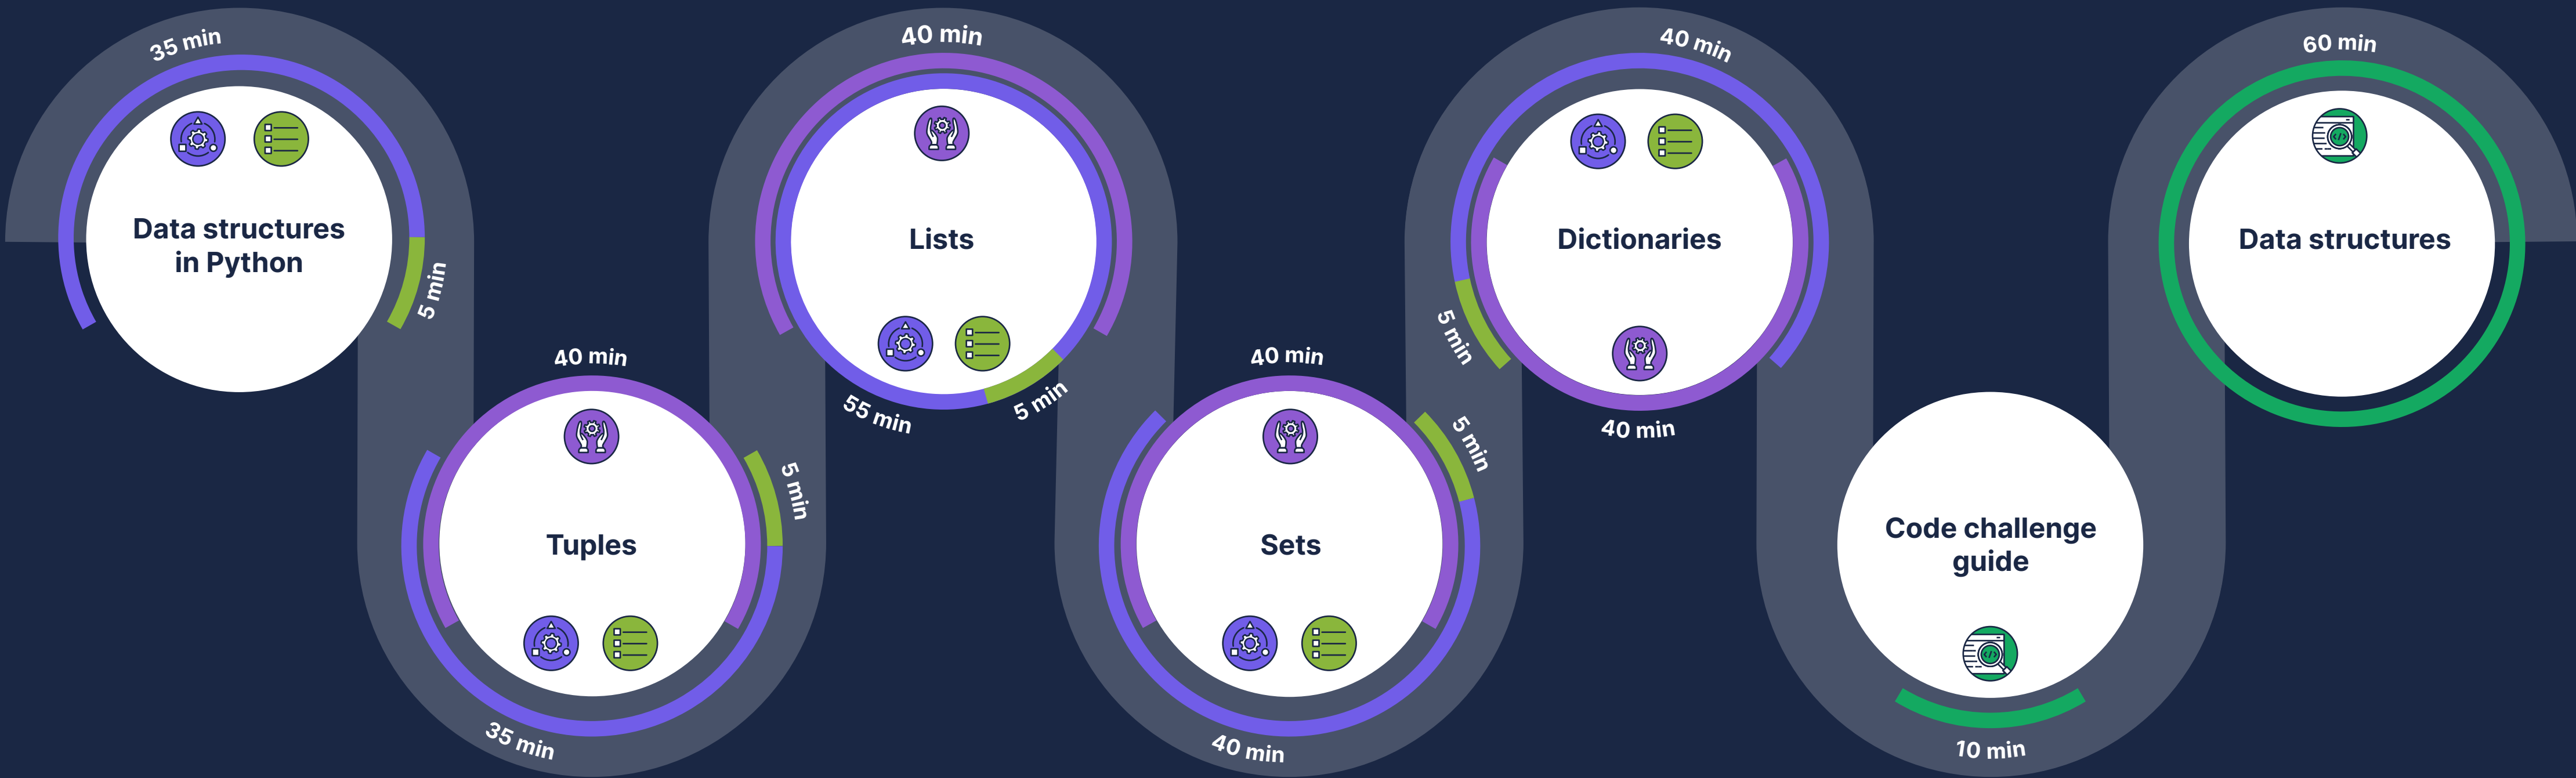 35 min
Data structures
in Python
5 min
40 min
Tuples
5 min
35 min
40 min
Lists
55 min
5 min
40 min
Sets
5 min
40 min
40 min
Dictionaries
5 min
40 min
Code challenge
guide
10 min
60 min
Data structures